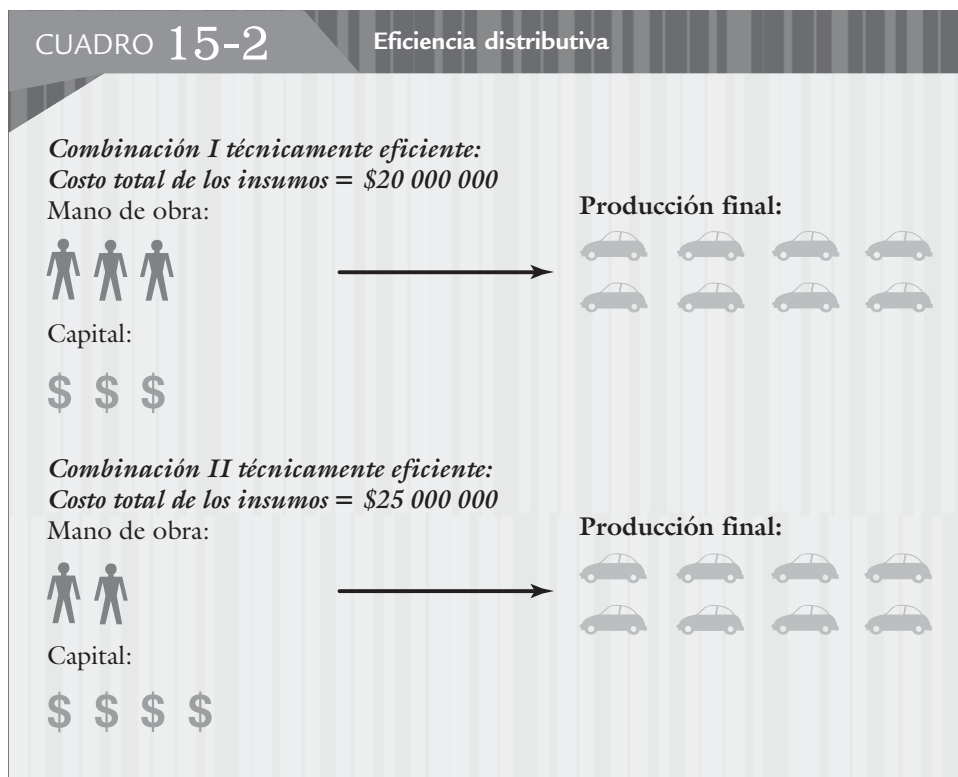 CUADRO 15-2
Eficiencia distributiva
Combinación I técnicamente eficiente:
Costo total de los insumos = $20 000 000
Mano de obra:
Producción final:
Capital:
$ $ $
Combinación II técnicamente eficiente:
Costo total de los insumos = $25 000 000
Mano de obra:
Producción final:
Capital:
$ $ $ $